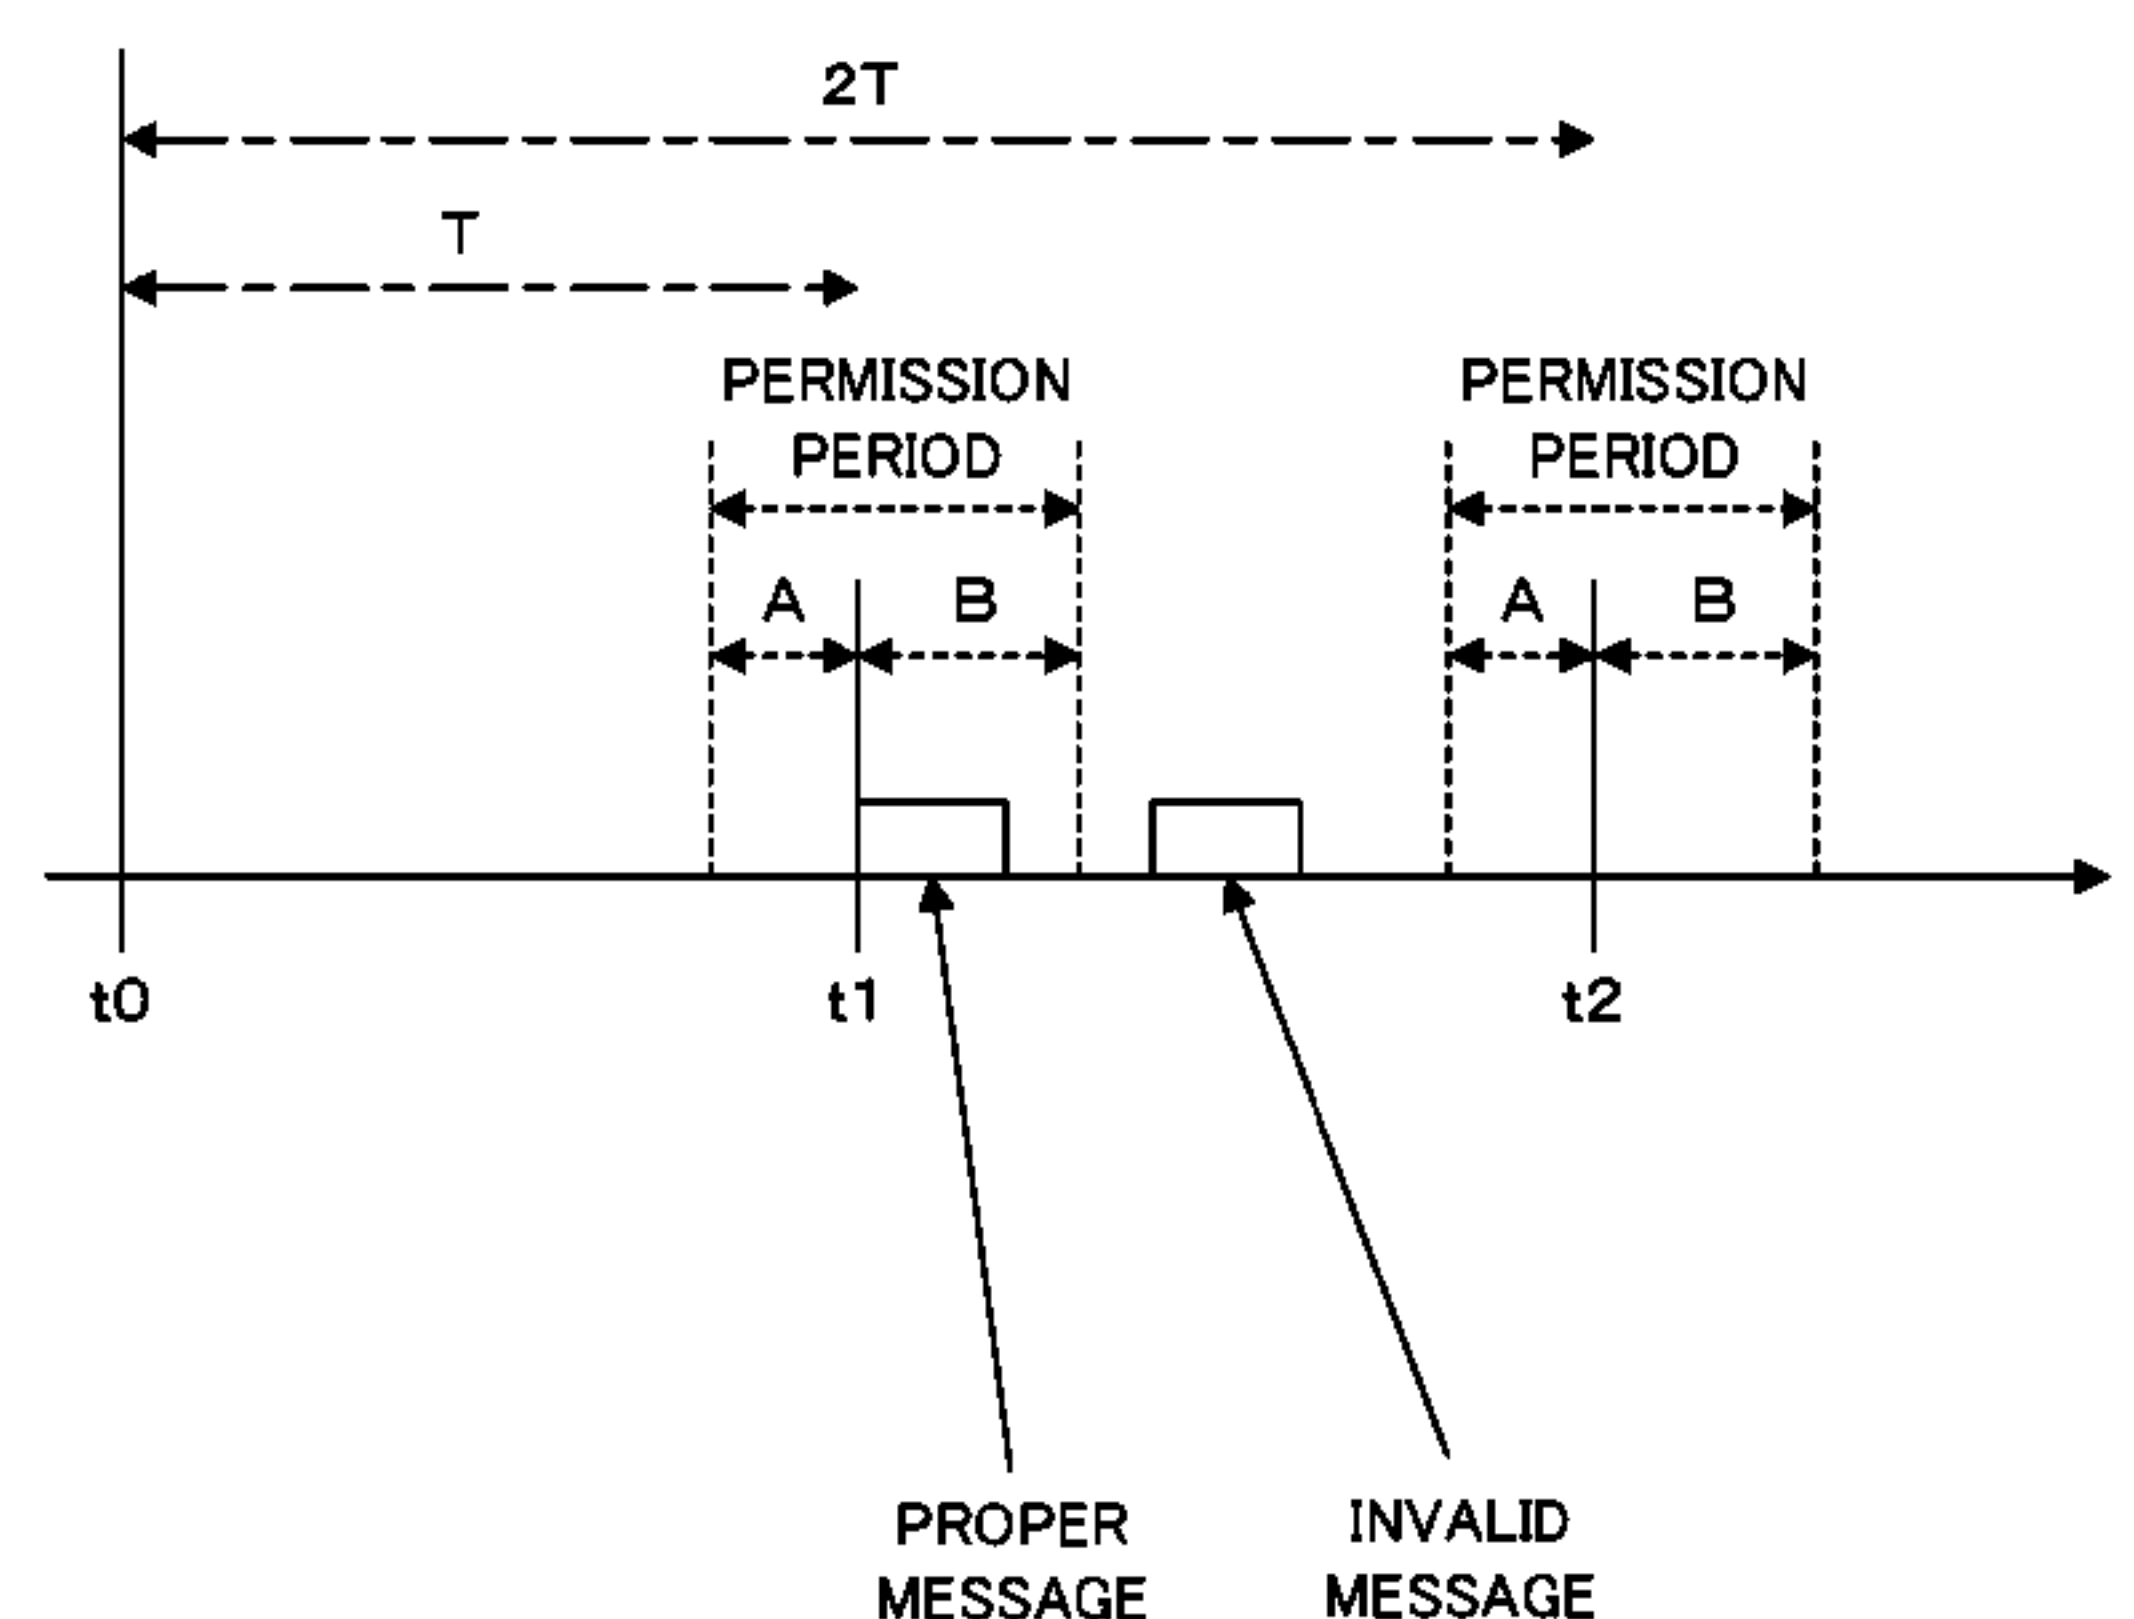 2T
T
PERMISSION PERMISSION
PERIOD PERIOD
A B A B
t0 t1 t2
PROPER INVALID
MESSAGE MESSAGE